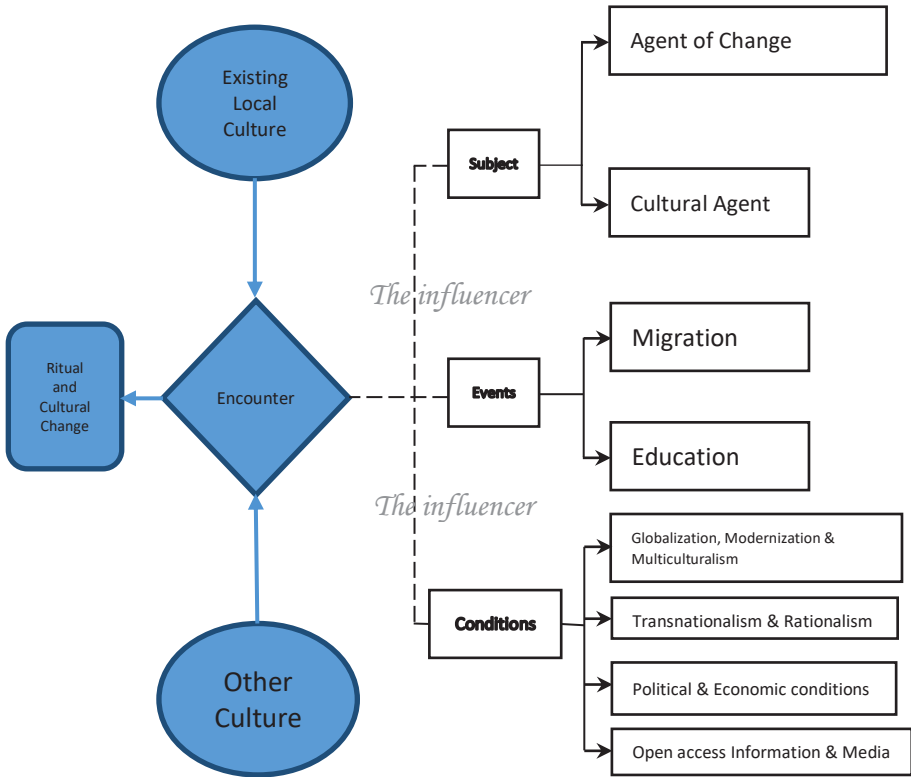 Existing
Local
Culture
Agent of Change
Subject
Cultural Agent
The influencer
Ritual
and
Cultural
Change
Encounter
Migration
Events
Education
The influencer
Globalization, Modernization &
Multiculturalism
Conditions
Transnationalism & Rationalism
Other
Culture
Political & Economic conditions
Open access Information & Media